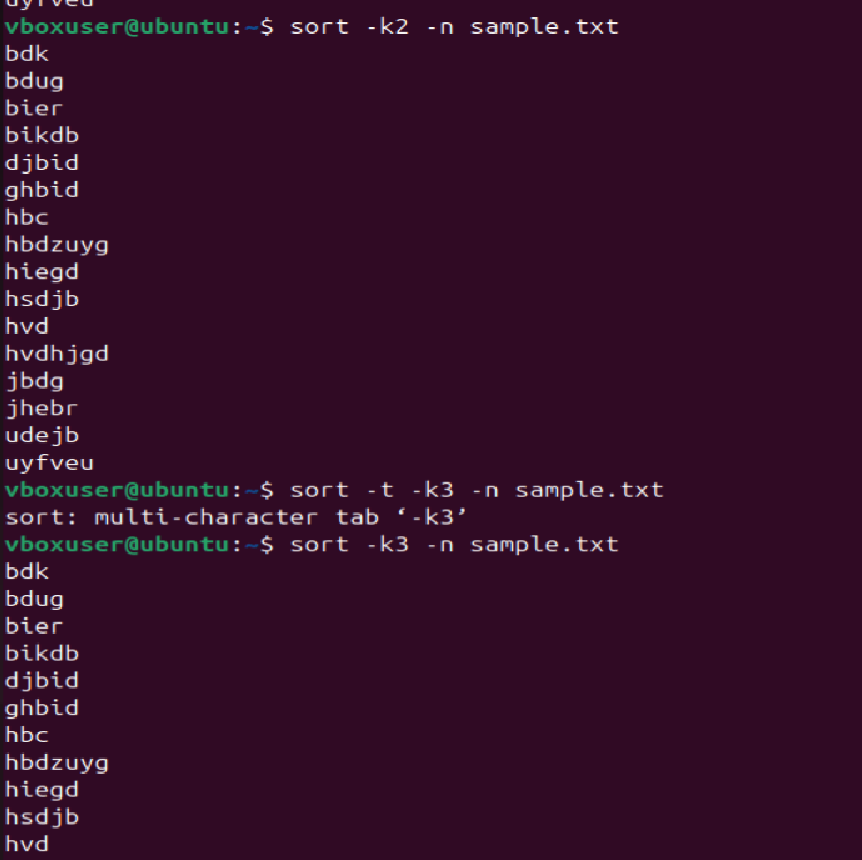 uyfveu
vboxuser@ubuntu:~$ sort -k2 -n sample.txt
bdk
bdug
bier
bikdb
djbid
ghbid
hbc
hbdzuyg
hiegd
hsdjb
hvd
hvdhjgd
jbdg
jhebr
udejb
uyfveu
vboxuser@ubuntu:~$ sort -t -k3 -n sample.txt
sort: multi-character tab ‘-k3’
vboxuser@ubuntu:~$ sort -k3 -n sample.txt
bdk
bdug
bier
bikdb
djbid
ghbid
hbc
hbdzuyg
hiegd
hsdjb
hvd